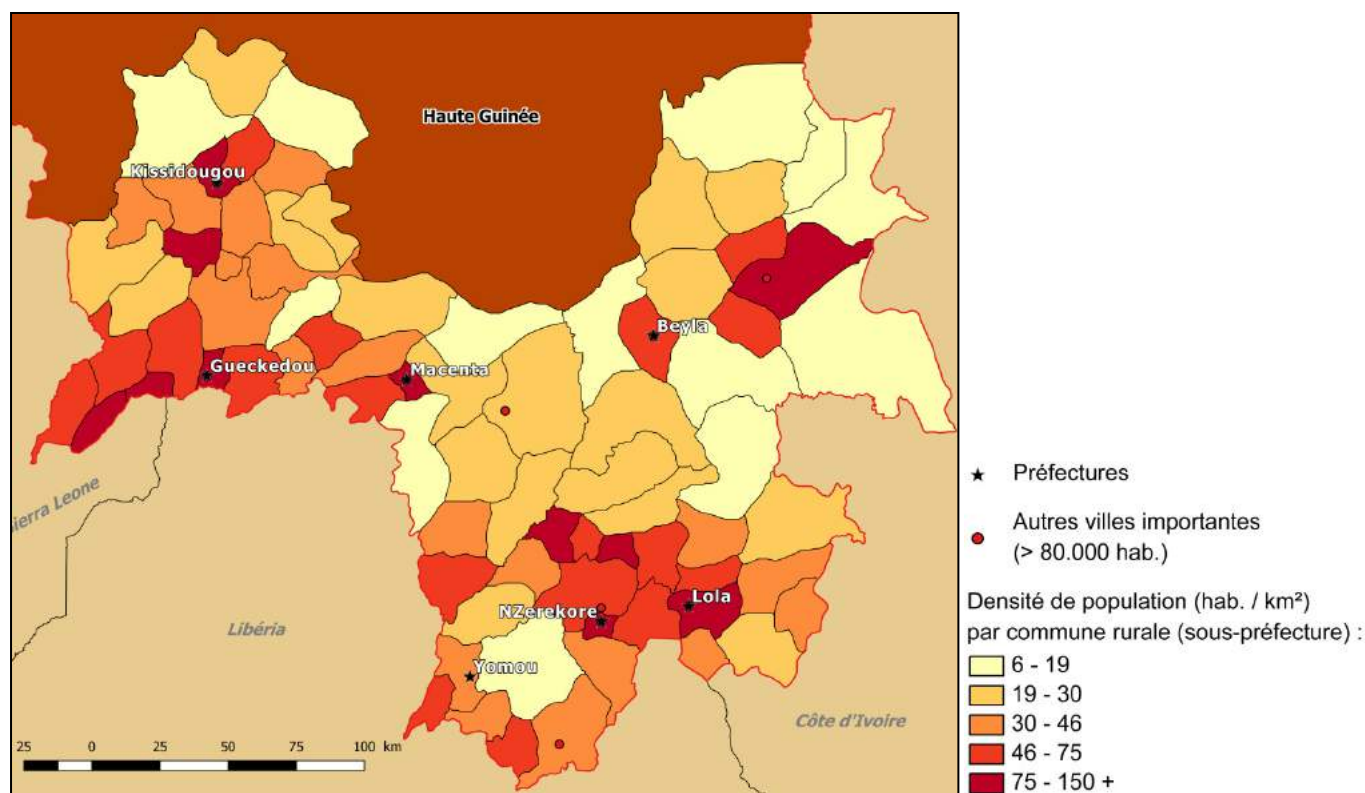 Haute Guinée
Kissidougou
Beyla
Gueckedou
Macenta
Sierra Leone
NZerekore
Lola
Libéria
Yomou
Côte d'Ivoire
25 0 25 50 75 100 km
Préfectures
Autres villes importantes
(> 80.000 hab.)
Densité de population (hab. / km²)
par commune rurale (sous-préfecture) :
6 - 19
19 - 30
30 - 46
46 - 75
75 - 150 +